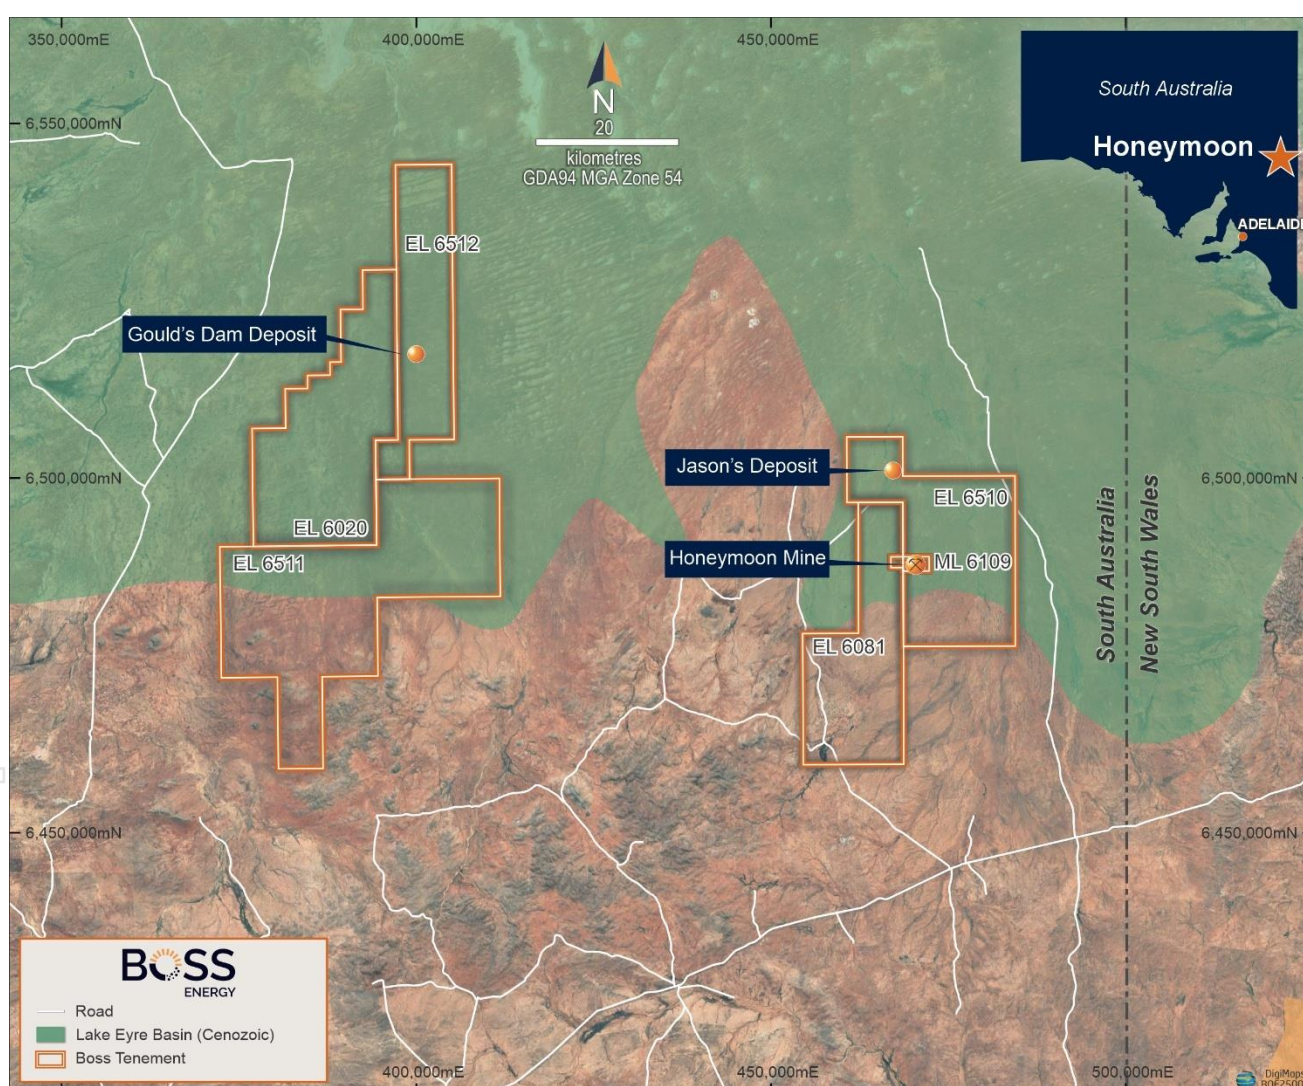 350,000mE
400,000mE
450,000mE
6,550,000mN
N
20
kilometres
GDA94 MGA Zone 54
South Australia
Honeymoon
ADELAIDE
EL 6512
Gould's Dam Deposit
6,500,000mN
Jason's Deposit
6,500,000mN
EL 6510
EL 6020
EL 6511
Honeymoon Mine
ML 6109
South Australia
New South Wales
EL 6081
6,450,000mN
6,450,000mN
BOSS
ENERGY
Road
Lake Eyre Basin (Cenozoic)
Boss Tenement
400,000mE
450,000mE
500,000mE
DigiMaps